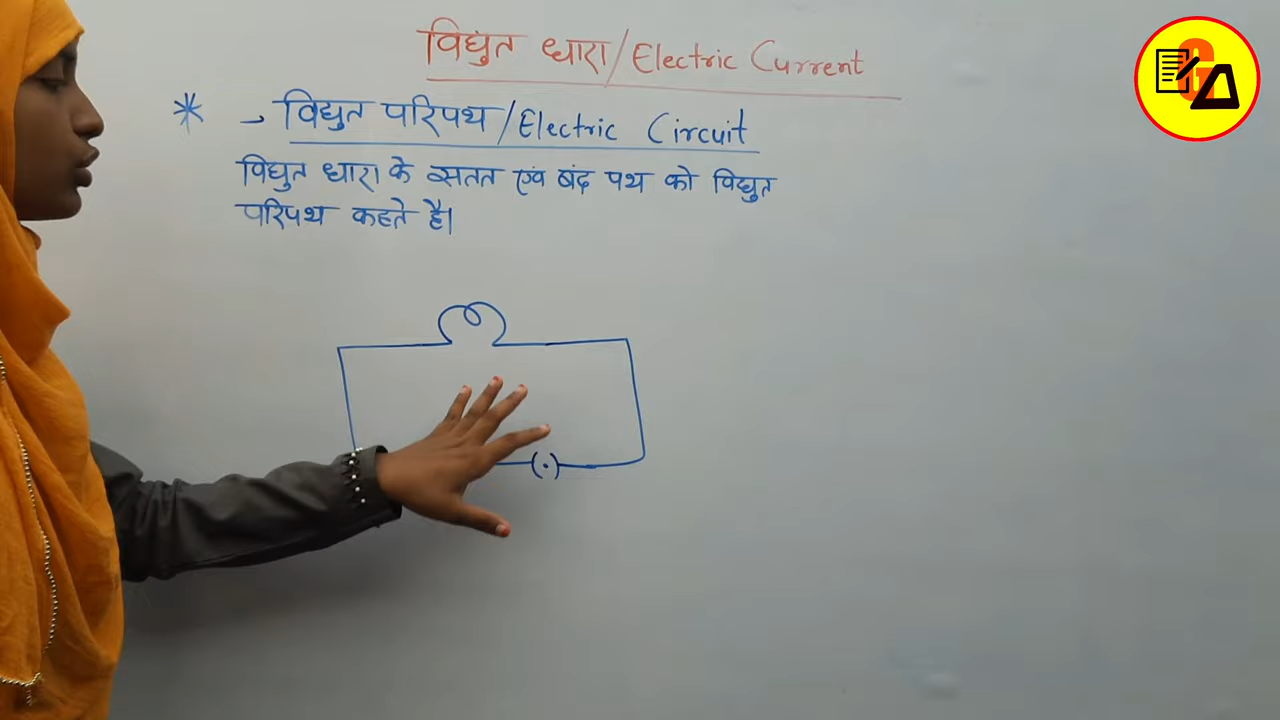 विद्युत धारा/Electric Current
* → विद्युत परिपथ/Electric Circuit
विद्युत धारा के सतत एवं बंद पथ को विद्युत
परिपथ कहते है।
G